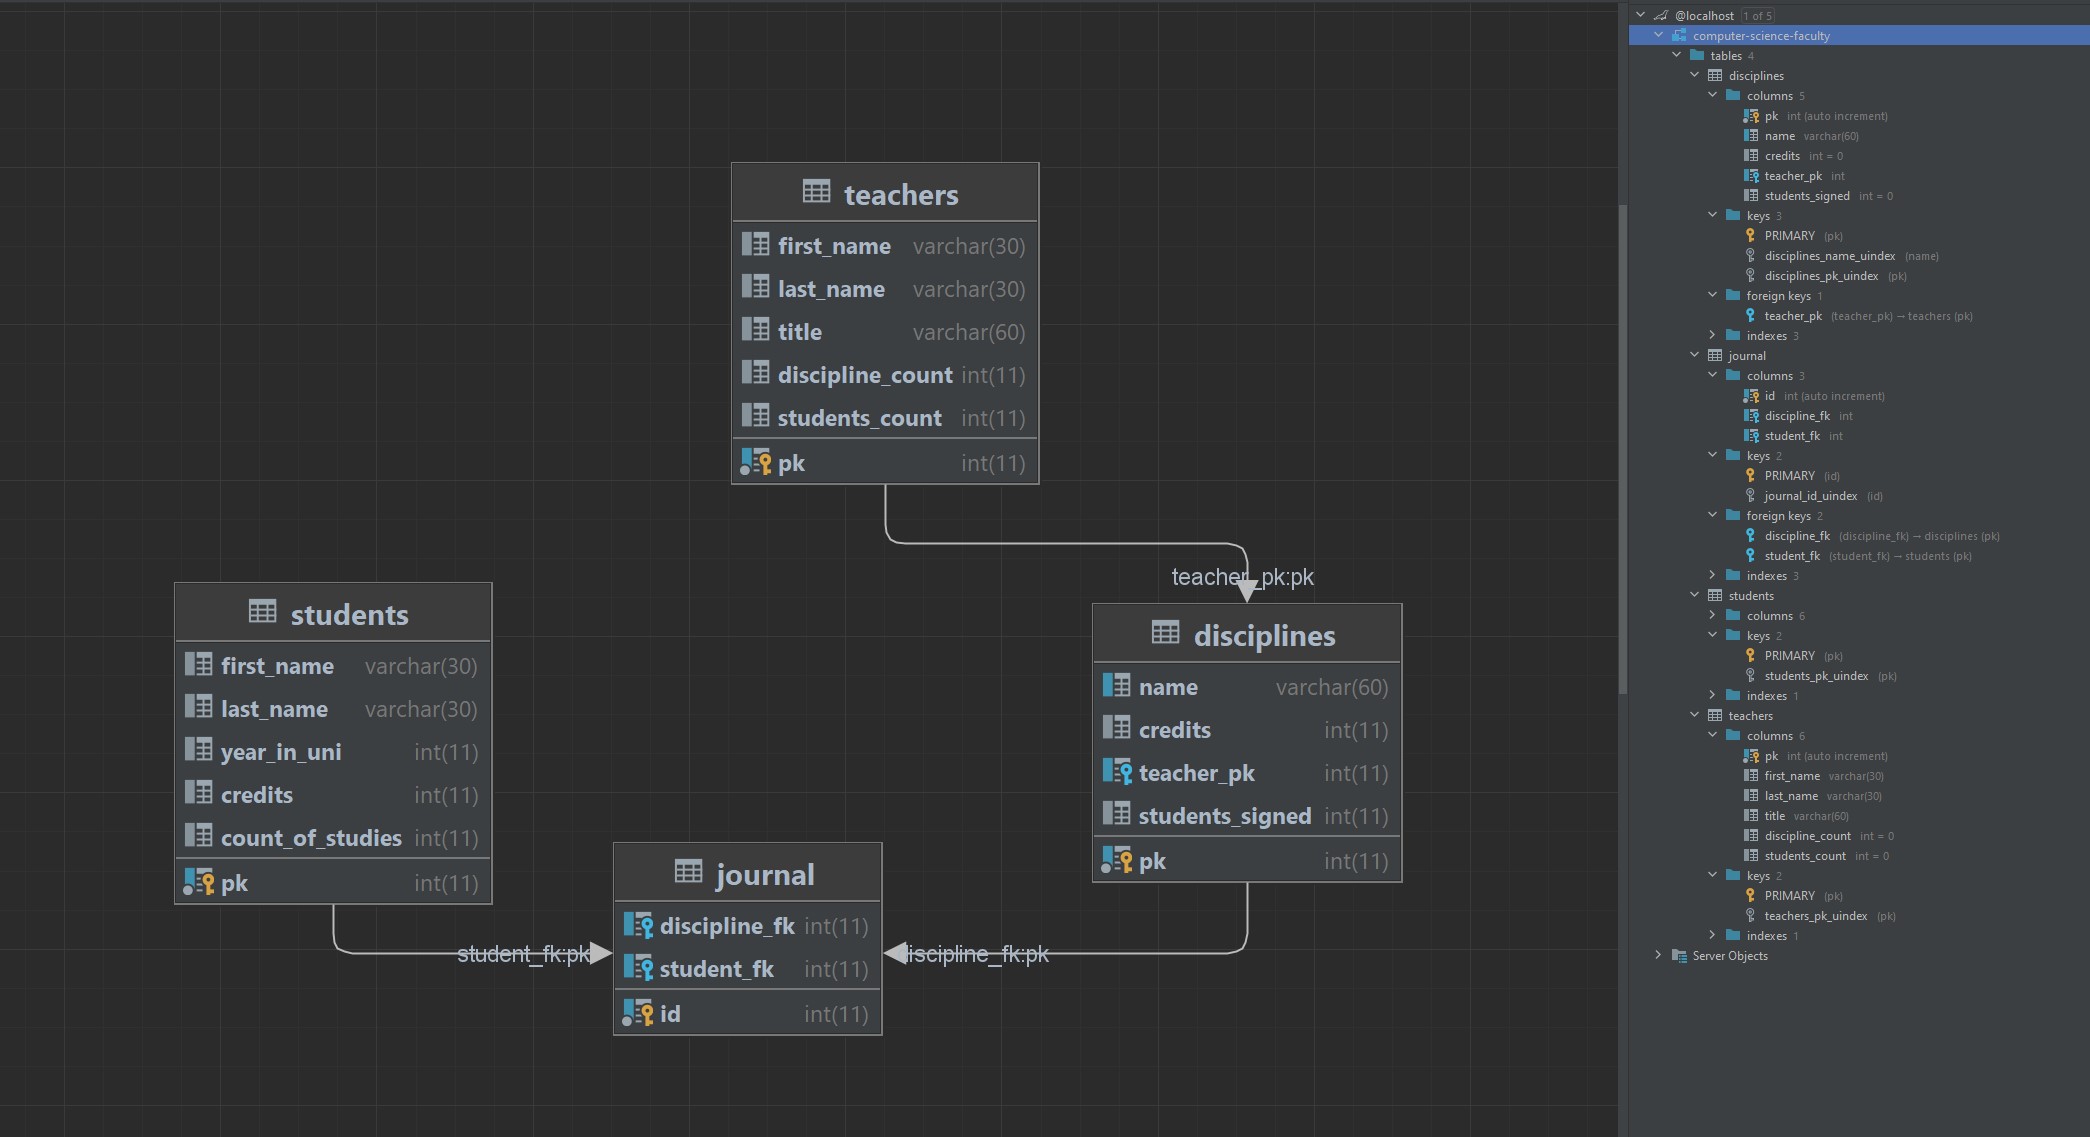 teachers
first_name varchar(30)
last_name varchar(30)
title varchar(60)
discipline_count int(11)
students_count int(11)
pk int(11)
teacher_pk:pk
students
first_name varchar(30)
last_name varchar(30)
year_in_uni int(11)
credits int(11)
count_of_studies int(11)
pk int(11)
disciplines
name varchar(60)
credits int(11)
teacher_pk int(11)
students_signed int(11)
pk int(11)
student_fk:pk
journal
discipline_fk int(11)
student_fk int(11)
id int(11)
discipline_fk:pk
@localhost 1 of 5
computer-science-faculty
tables 4
disciplines
columns 5
pk int (auto increment)
name varchar(60)
credits int = 0
teacher_pk int
students_signed int = 0
keys 3
PRIMARY (pk)
disciplines_name_uindex (name)
disciplines_pk_uindex (pk)
foreign keys 1
teacher_pk (teacher_pk) → teachers (pk)
indexes 3
journal
columns 3
id int (auto increment)
discipline_fk int
student_fk int
keys 2
PRIMARY (id)
journal_id_uindex (id)
foreign keys 2
discipline_fk (discipline_fk) → disciplines (pk)
student_fk (student_fk) → students (pk)
indexes 3
students
columns 6
keys 2
PRIMARY (pk)
students_pk_uindex (pk)
indexes 1
teachers
columns 6
pk int (auto increment)
first_name varchar(30)
last_name varchar(30)
title varchar(60)
discipline_count int = 0
students_count int = 0
keys 2
PRIMARY (pk)
teachers_pk_uindex (pk)
indexes 1
Server Objects